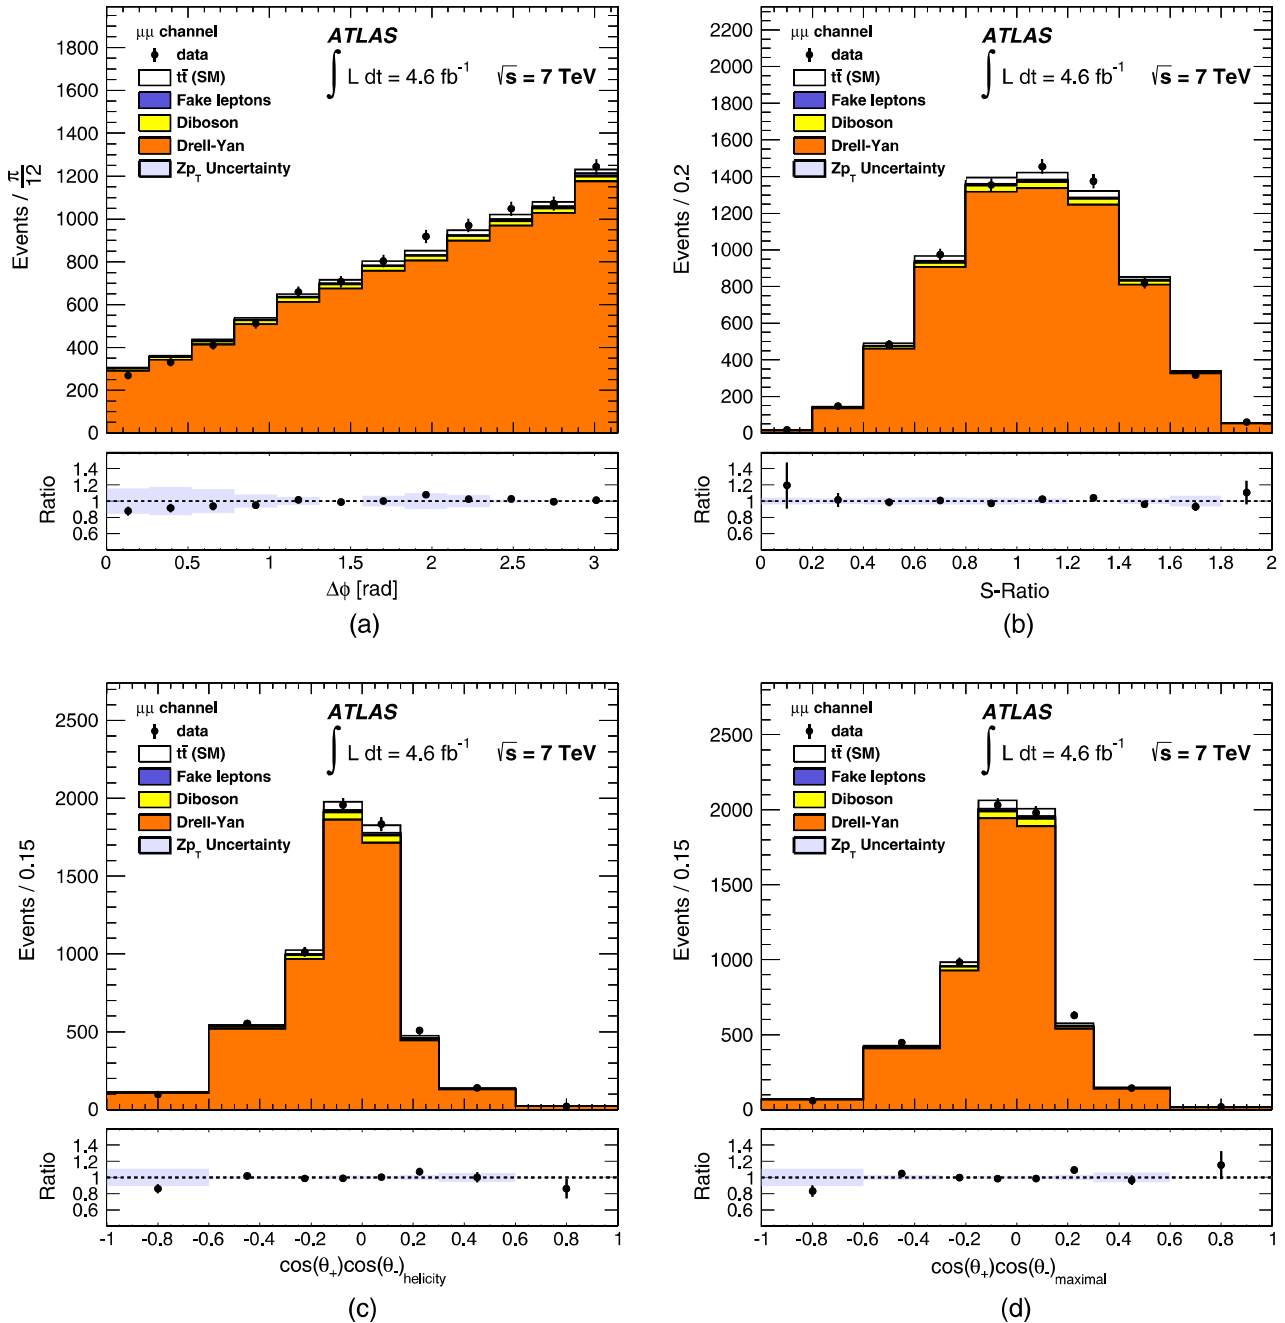 μμ channel
data
tt̄ (SM)
Fake leptons
Diboson
Drell-Yan
Zp_T Uncertainty
ATLAS
∫ L dt = 4.6 fb⁻¹ √s = 7 TeV
Events / π/12
0 200 400 600 800 1000 1200 1400 1600 1800
Ratio
0.6 0.8 1 1.2 1.4
0 0.5 1 1.5 2 2.5 3
Δϕ [rad]
(a)
μμ channel
data
tt̄ (SM)
Fake leptons
Diboson
Drell-Yan
Zp_T Uncertainty
ATLAS
∫ L dt = 4.6 fb⁻¹ √s = 7 TeV
Events / 0.2
0 200 400 600 800 1000 1200 1400 1600 1800 2000 2200
Ratio
0.6 0.8 1 1.2 1.4
0 0.2 0.4 0.6 0.8 1 1.2 1.4 1.6 1.8 2
S-Ratio
(b)
μμ channel
data
tt̄ (SM)
Fake leptons
Diboson
Drell-Yan
Zp_T Uncertainty
ATLAS
∫ L dt = 4.6 fb⁻¹ √s = 7 TeV
Events / 0.15
0 500 1000 1500 2000 2500
Ratio
0.6 0.8 1 1.2 1.4
-1 -0.8 -0.6 -0.4 -0.2 0 0.2 0.4 0.6 0.8 1
cos(θ₊)cos(θ₋)_helicity
(c)
μμ channel
data
tt̄ (SM)
Fake leptons
Diboson
Drell-Yan
Zp_T Uncertainty
ATLAS
∫ L dt = 4.6 fb⁻¹ √s = 7 TeV
Events / 0.15
0 500 1000 1500 2000 2500
Ratio
0.6 0.8 1 1.2 1.4
-1 -0.8 -0.6 -0.4 -0.2 0 0.2 0.4 0.6 0.8 1
cos(θ₊)cos(θ₋)_maximal
(d)